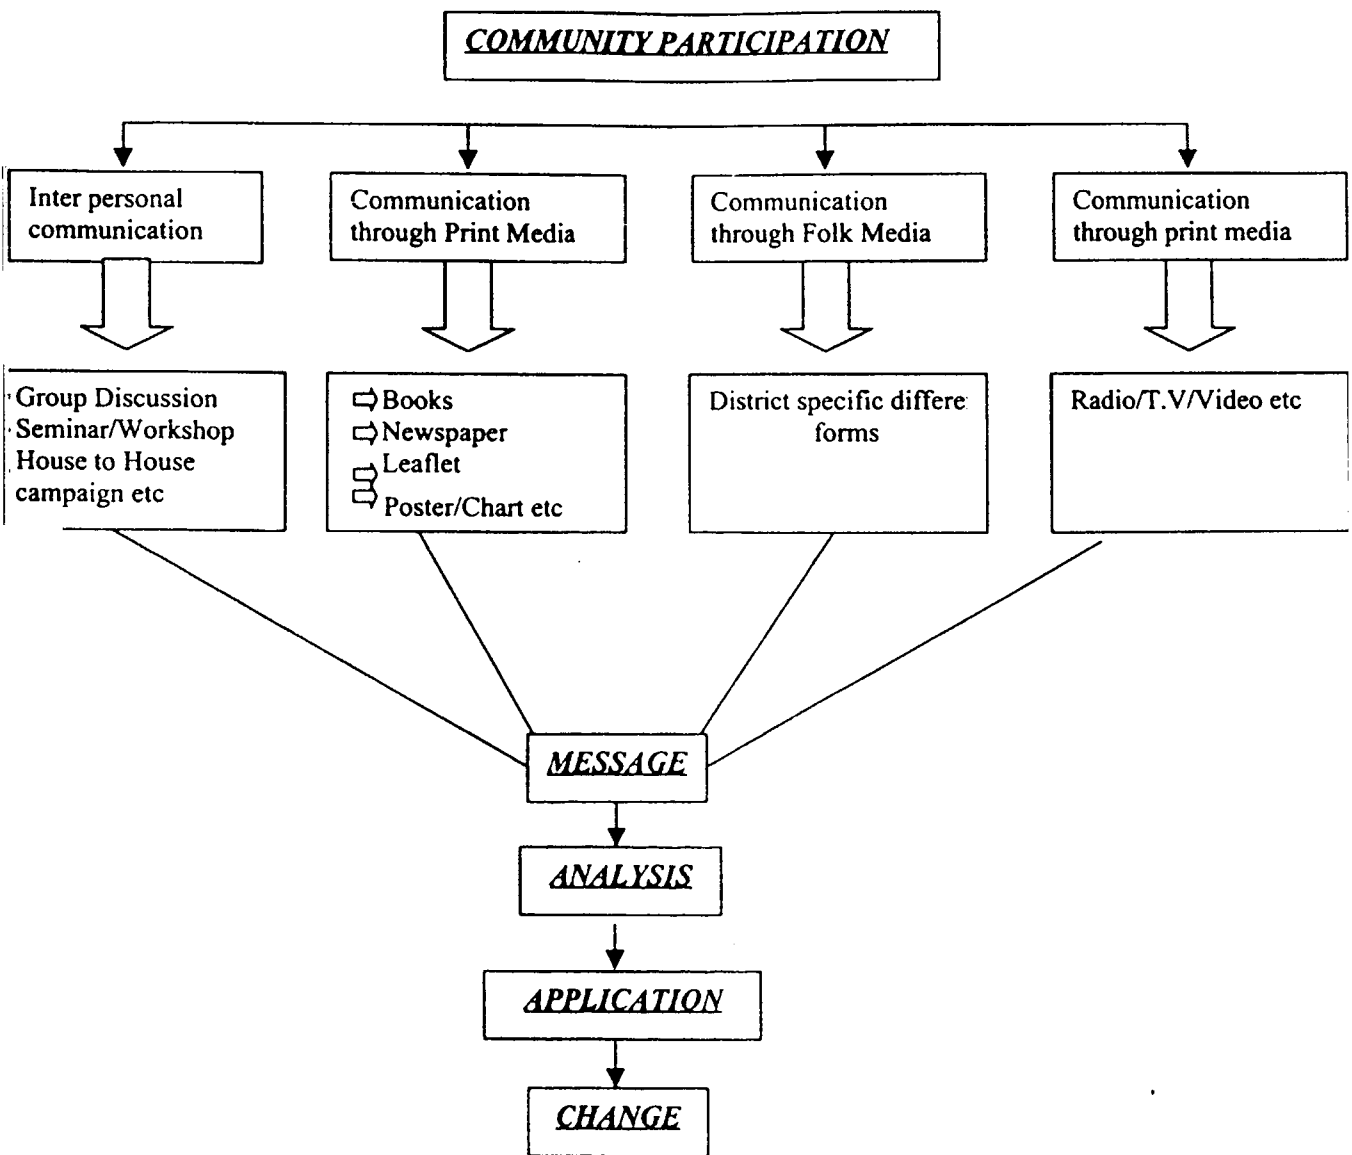 COMMUNITY PARTICIPATION
Inter personal
communication
Communication
through Print Media
Communication
through Folk Media
Communication
through print media
Group Discussion
Seminar/Workshop
House to House
campaign etc
Books
Newspaper
Leaflet
Poster/Chart etc
District specific differe
forms
Radio/T.V/Video etc
MESSAGE
ANALYSIS
APPLICATION
CHANGE